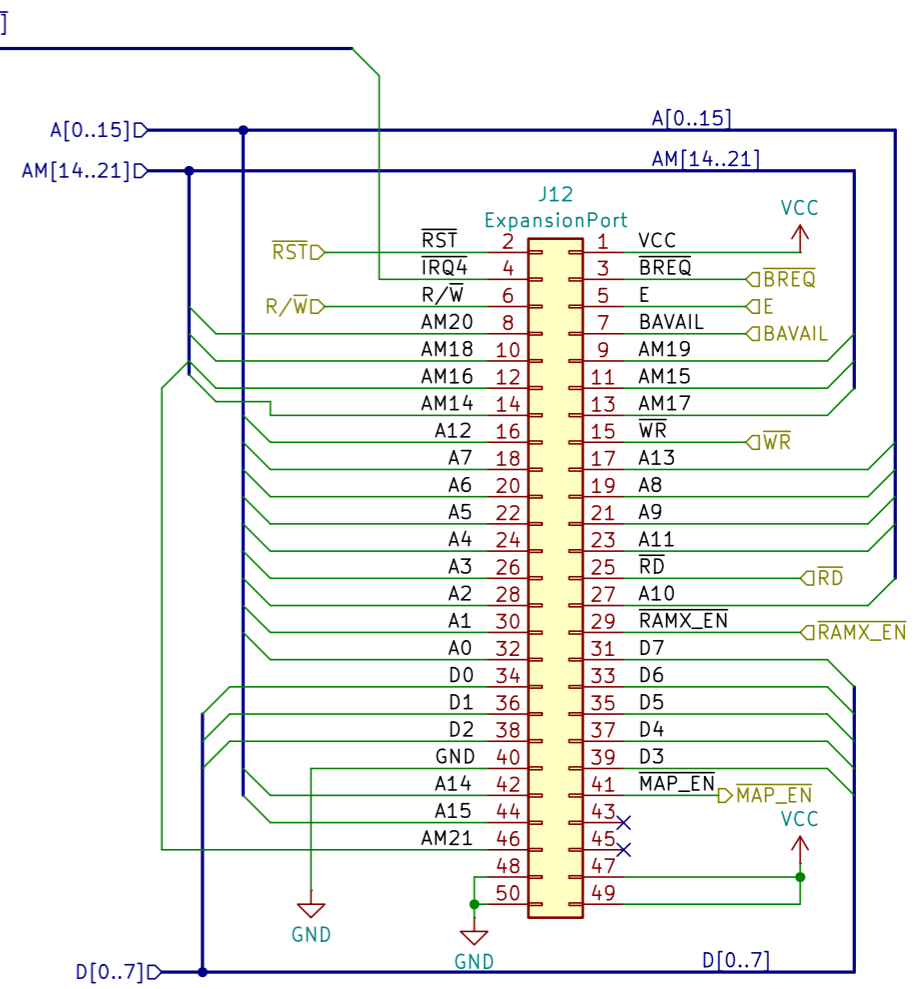 ]
A[0..15] A[0..15]
AM[14..21] AM[14..21]
J12
ExpansionPort VCC
RST RST 2 1 VCC
IRQ4 4 3 BREQ BREQ
R/W R/W 6 5 E E
AM20 8 7 BAVAIL BAVAIL
AM18 10 9 AM19
AM16 12 11 AM15
AM14 14 13 AM17
A12 16 15 WR WR
A7 18 17 A13
A6 20 19 A8
A5 22 21 A9
A4 24 23 A11
A3 26 25 RD RD
A2 28 27 A10
A1 30 29 RAMX_EN RAMX_EN
A0 32 31 D7
D0 34 33 D6
D1 36 35 D5
D2 38 37 D4
GND 40 39 D3
A14 42 41 MAP_EN MAP_EN
A15 44 43 VCC
AM21 46 45
48 47
50 49
GND
GND
D[0..7] D[0..7]